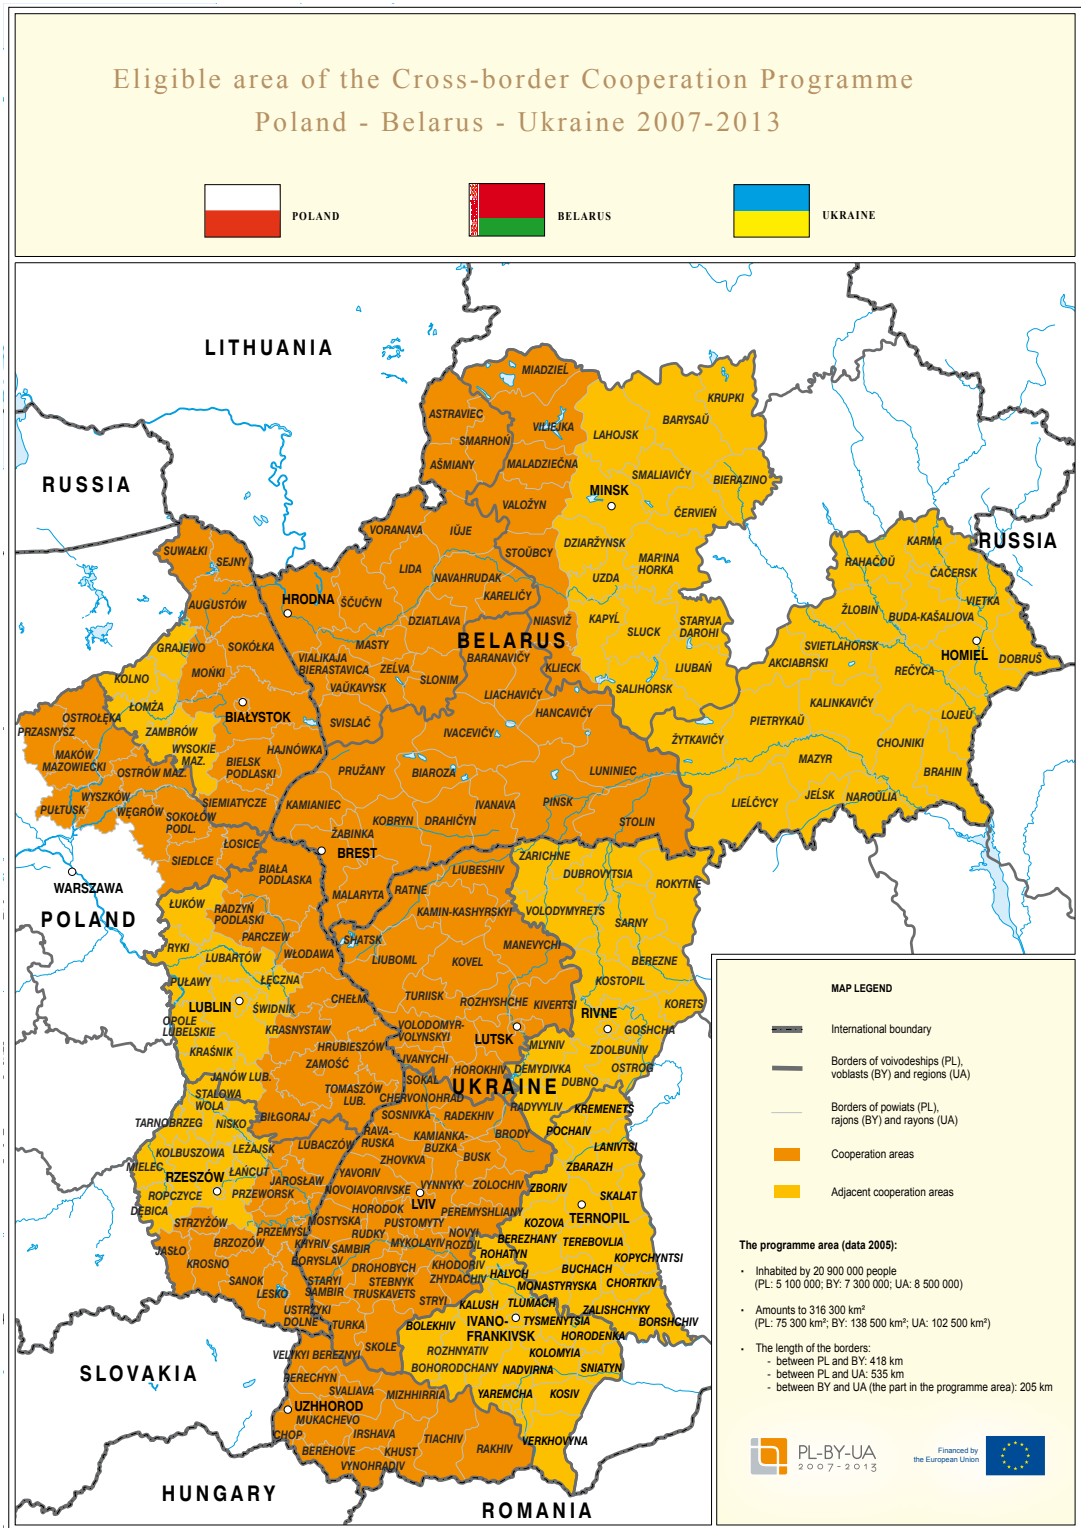 Eligible area of the Cross-border Cooperation Programme
Poland - Belarus - Ukraine 2007-2013
POLAND
BELARUS
UKRAINE
LITHUANIA
RUSSIA
RUSSIA
MIADZIEĹ
KRUPKI
ASTRAVIEC
BARYSAŬ
VILIEJKA
SMARHON
LAHOJSK
AŠMIANY
MALADZIEČNA
SMALIAVIČY
BIERAZINO
MINSK
VALOŽYN
ČERVIEŃ
VORANAVA
IŬJE
STOŬBCY
DZIARŽYNSK
KARMA
SUWAŁKI
SEJNY
LIDA
NAVAHRUDAK
MAR'INA
HORKA
RAHAČOŬ
ČAČERSK
HRODNA
ŠČUČYN
KARELIČY
UZDA
AUGUSTÓW
ŽLOBIN
VIETKA
BUDA-KAŠALIOVA
DZIATLAVA
NIASVIŽ
KAPYĹ
SLUCK
STARYJA
DAROHI
GRAJEWO
SOKÓŁKA
MASTY
BELARUS
SVIETLAHORSK
HOMIEĹ
DOBRUŠ
VIALIKAJA
BIERASTAVICA
ZELVA
BARANAVIČY
KLIECK
LIUBAŃ
AKCIABRSKI
REČYCA
KOLNO
MOŃKI
VAŬKAVYSK
SLONIM
LIACHAVIČY
SALIHORSK
KALINKAVIČY
ŁOMŻA
BIAŁYSTOK
SVISLAČ
HANCAVIČY
PIETRYKAŬ
LOJEŬ
OSTROŁĘKA
PRZASNYSZ
ZAMBRÓW
IVACEVIČY
ŽYTKAVIČY
CHOJNIKI
MAKÓW
MAZOWIECKI
WYSOKIE
MAZ.
HAJNÓWKA
BIELSK
PODLASKI
PRUŽANY
BIAROZA
LUNINIEC
MAZYR
BRAHIN
OSTRÓW MAZ.
WYSZKÓW
PUŁTUSK
WĘGRÓW
SOKOŁÓW
PODL.
SIEMIATYCZE
KAMIANIEC
IVANAVA
PINSK
LIEĹČYCY
JEĹSK
NAROŬLIA
KOBRYN
DRAHIČYN
STOLIN
ŽABINKA
BREST
ŁOSICE
SIEDLCE
WARSZAWA
BIAŁA
PODLASKA
MALARYTA
RATNE
LIUBESHIV
ZARICHNE
DUBROVYTSIA
ROKYTNE
POLAND
ŁUKÓW
RADZYŃ
PODLASKI
KAMIN-KASHYRSKYI
VOLODYMYRETS
SARNY
RYKI
PARCZEW
WŁODAWA
SHATSK
MANEVYCHI
LUBARTÓW
LIUBOML
KOVEL
BEREZNE
PUŁAWY
ŁĘCZNA
KOSTOPIL
LUBLIN
ŚWIDNIK
CHEŁM
TURIISK
ROZHYSHCHE
KIVERTSI
KORETS
OPOLE
LUBELSKIE
KRASNYSTAW
VOLODOMYR-
VOLYNSKYI
LUTSK
RIVNE
GOSHCHA
KRAŚNIK
HRUBIESZÓW
MLYNIV
ZDOLBUNIV
ZAMOŚĆ
IVANYCHI
HOROKHIV
DEMYDIVKA
OSTROG
JANÓW LUB.
SOKAL
UKRAINE
DUBNO
STALOWA
WOLA
TOMASZÓW
LUB.
CHERVONOHRAD
RADYVYLIV
KREMENETS
TARNOBRZEG
NISKO
BIŁGORAJ
SOSNIVKA
RADEKHIV
POCHAIV
KOLBUSZOWA
LEŻAJSK
LUBACZÓW
RAVA-
RUSKA
KAMIANKA-
BUZKA
BRODY
LANIVTSI
MIELEC
ZHOVKVA
BUSK
ZBARAZH
RZESZÓW
ŁAŃCUT
JAROSŁAW
YAVORIV
VYNNYKY
ZOLOCHIV
ZBORIV
ROPCZYCE
PRZEWORSK
NOVOIAVORIVSKE
LVIV
SKALAT
DĘBICA
HORODOK
PEREMYSHLIANY
TERNOPIL
STRZYŻÓW
MOSTYSKA
PUSTOMYTY
KOZOVA
BRZOZÓW
PRZEMYŚL
RUDKY
MYKOLAYIV
NOVYI
ROZDIL
BEREZHANY
TEREBOVLIA
JASŁO
KHYRIV
SAMBIR
ROHATYN
KOPYCHYNTSI
KROSNO
BORYSLAV
DROHOBYCH
KHODORIV
HALYCH
BUCHACH
SANOK
STARYI
SAMBIR
STEBNYK
ZHYDACHIV
MONASTYRYSKA
CHORTKIV
LESKO
TRUSKAVETS
STRYI
KALUSH
TLUMACH
ZALISHCHYKY
USTRZYKI
DOLNE
TURKA
BOLEKHIV
IVANO-
FRANKIVSK
TYSMENYTSIA
BORSHCHIV
HORODENKA
SKOLE
ROZHNYATIV
KOLOMYIA
VELYKYI BEREZNYI
BOHORODCHANY
NADVIRNA
SNIATYN
SLOVAKIA
PERECHYN
SVALIAVA
MIZHHIRRIA
YAREMCHA
KOSIV
UZHHOROD
MUKACHEVO
CHOP
IRSHAVA
TIACHIV
VERKHOVYNA
BEREHOVE
KHUST
RAKHIV
VYNOHRADIV
HUNGARY
ROMANIA
MAP LEGEND
International boundary
Borders of voivodeships (PL),
voblasts (BY) and regions (UA)
Borders of powiats (PL),
rajons (BY) and rayons (UA)
Cooperation areas
Adjacent cooperation areas
The programme area (data 2005):
· Inhabited by 20 900 000 people
(PL: 5 100 000; BY: 7 300 000; UA: 8 500 000)
· Amounts to 316 300 km²
(PL: 75 300 km²; BY: 138 500 km²; UA: 102 500 km²)
· The length of the borders:
- between PL and BY: 418 km
- between PL and UA: 535 km
- between BY and UA (the part in the programme area): 205 km
PL-BY-UA
2007-2013
Financed by
the European Union